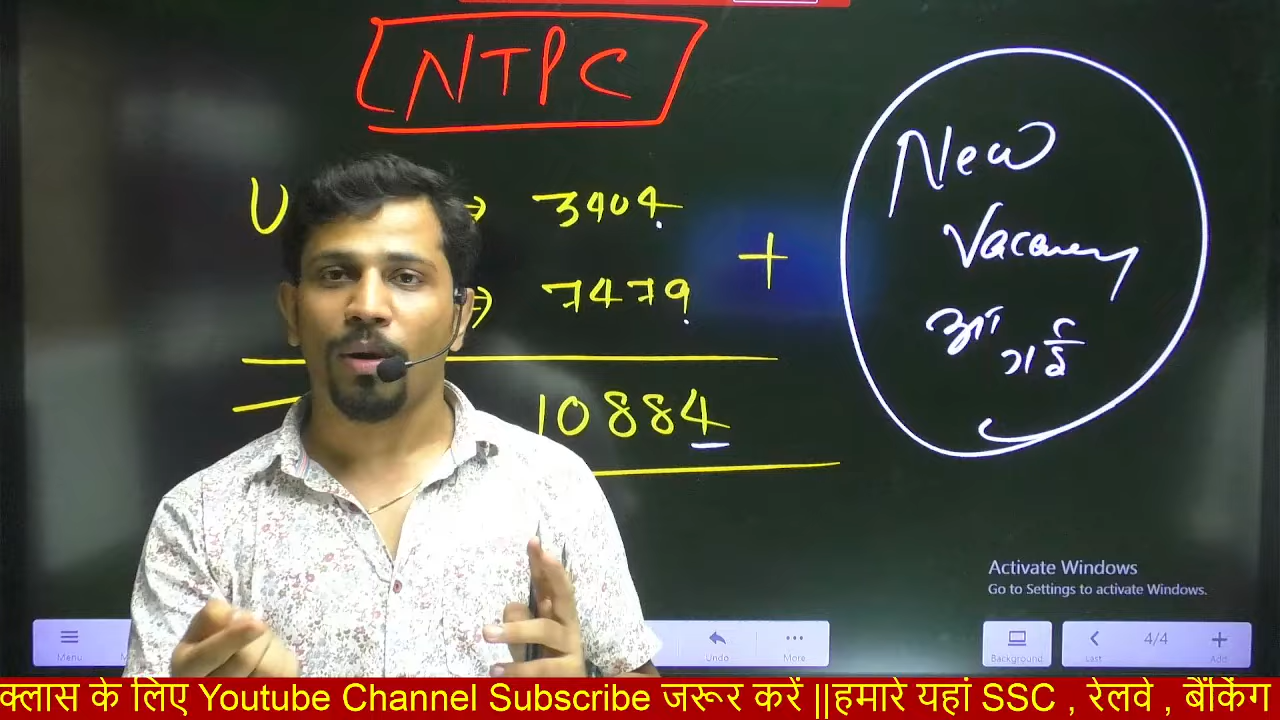 NTPC
U → 3404
→ 7479
+
10884
New
Vacancy
आ गई
Activate Windows
Go to Settings to activate Windows.
Menu
Undo
More
Background
Last
4/4
Add
क्लास के लिए Youtube Channel Subscribe जरूर करें ||हमारे यहां SSC , रेलवे , बैंकिंग